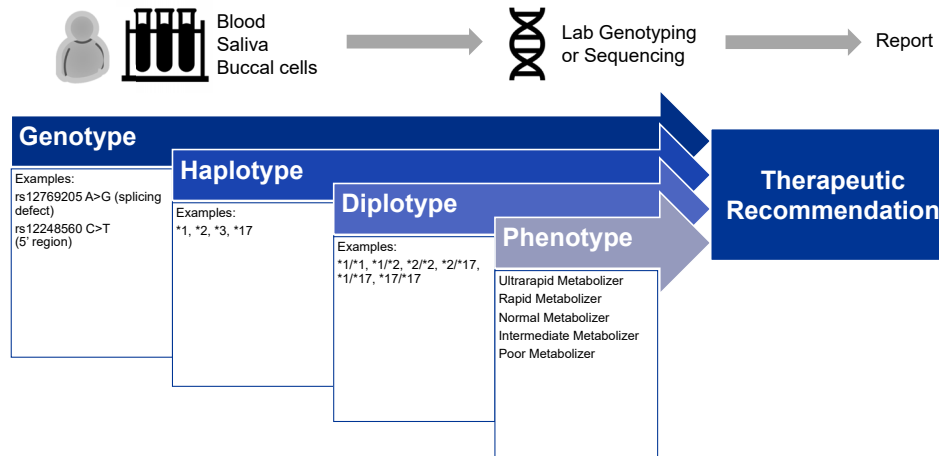 Blood
Saliva
Buccal cells
Lab Genotyping
or Sequencing
Report
Genotype
Examples:
rs12769205 A>G (splicing
defect)
rs12248560 C>T
(5' region)
Haplotype
Examples:
*1, *2, *3, *17
Diplotype
Examples:
*1/*1, *1/*2, *2/*2, *2/*17,
*1/*17, *17/*17
Phenotype
Ultrarapid Metabolizer
Rapid Metabolizer
Normal Metabolizer
Intermediate Metabolizer
Poor Metabolizer
Therapeutic
Recommendation